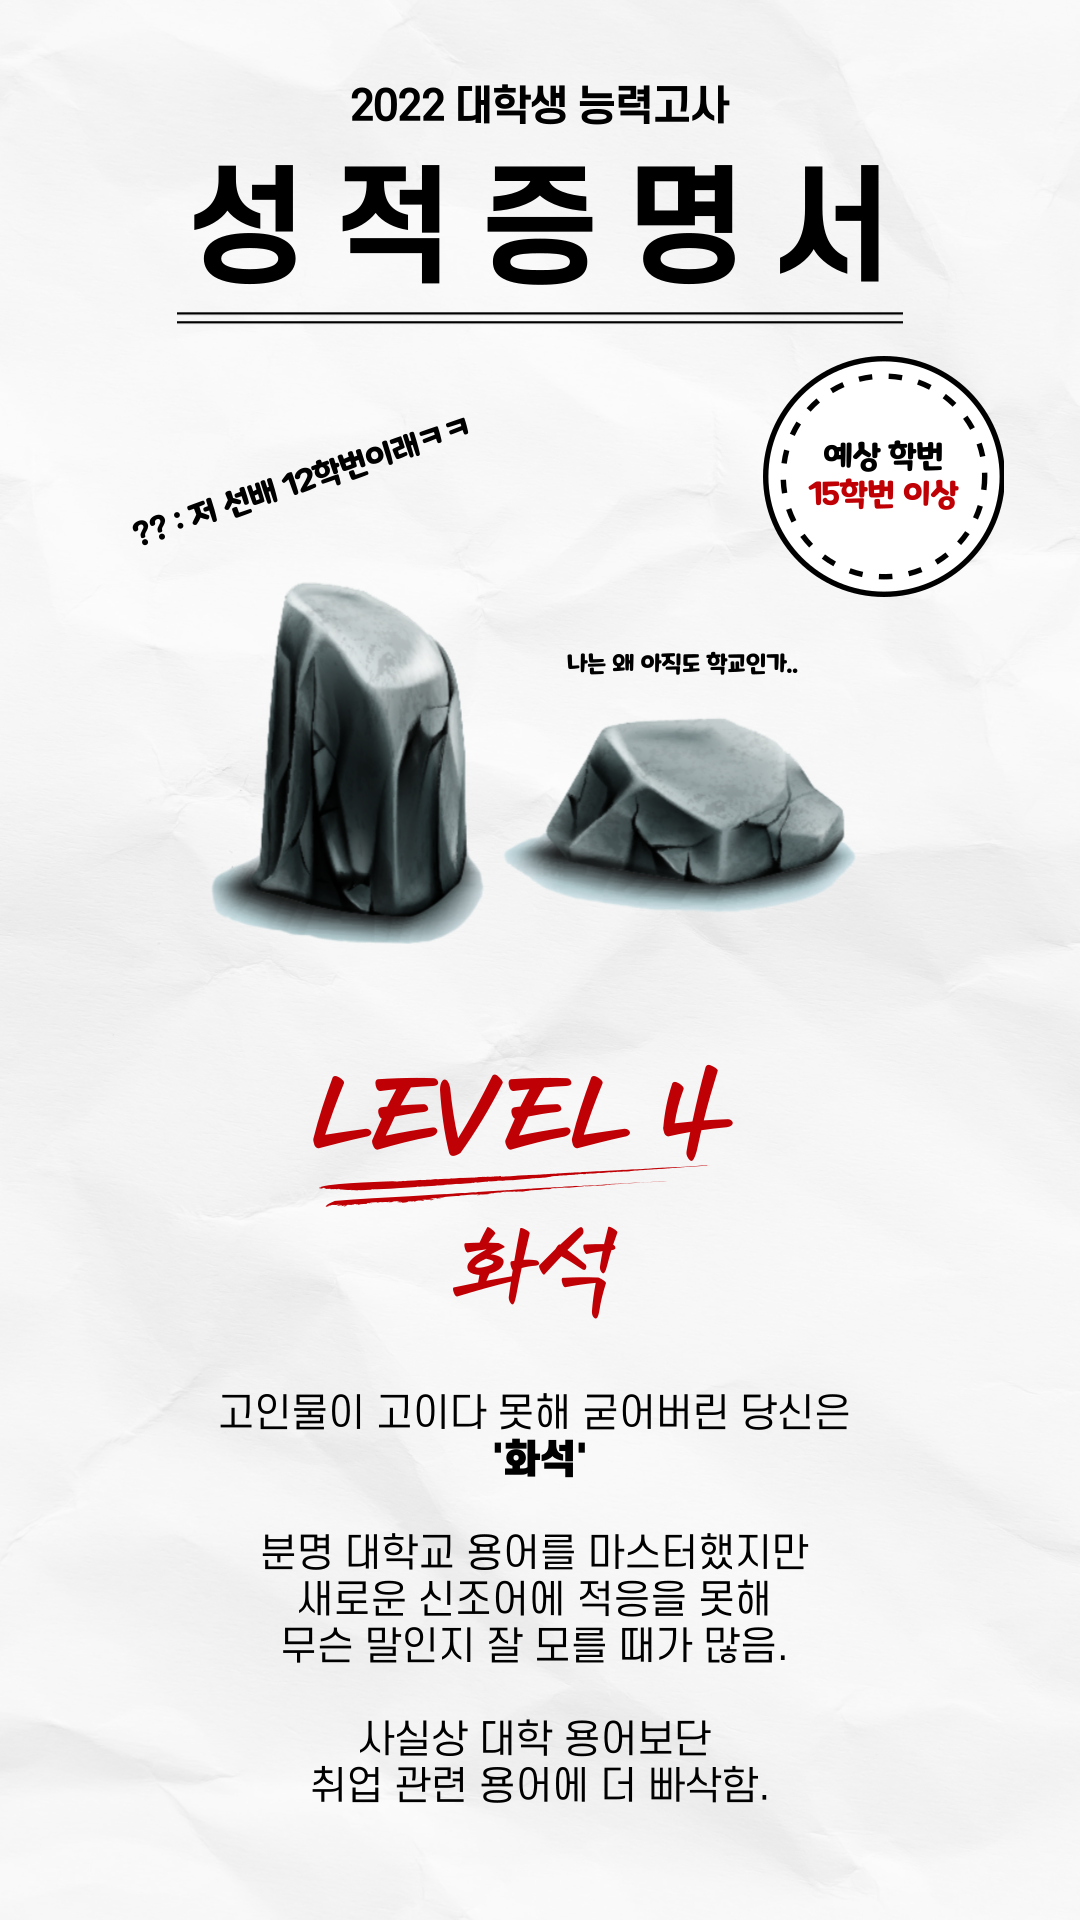 2022 대학생 능력고사
성적증명서
?? : 저 선배 12학번이래ㅋㅋ
예상 학번
15학번 이상
나는 왜 아직도 학교인가..
LEVEL 4
화석
고인물이 고이다 못해 굳어버린 당신은
'화석'
분명 대학교 용어를 마스터했지만
새로운 신조어에 적응을 못해
무슨 말인지 잘 모를 때가 많음.
사실상 대학 용어보단
취업 관련 용어에 더 빠삭함.